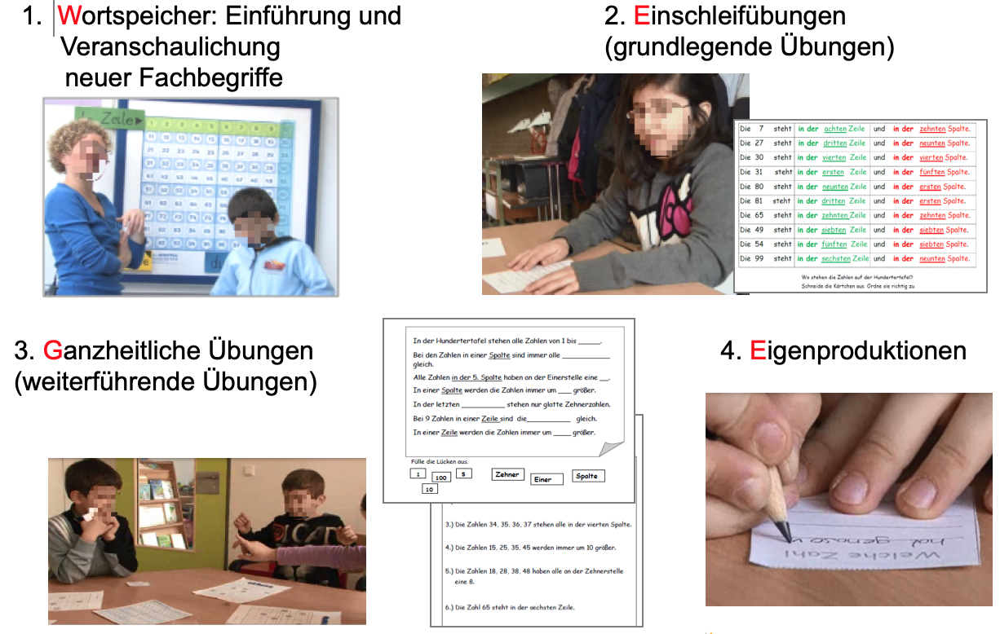 1. Wortspeicher: Einführung und
Veranschaulichung
neuer Fachbegriffe
Zeile
2. Einschleifübungen
(grundlegende Übungen)
Die 7 steht in der achten Zeile und in der zehnten Spalte.
Die 27 steht in der dritten Zeile und in der neunten Spalte.
Die 30 steht in der vierten Zeile und in der vierten Spalte.
Die 31 steht in der ersten Zeile und in der fünften Spalte.
Die 80 steht in der neunten Zeile und in der ersten Spalte.
Die 81 steht in der dritten Zeile und in der ersten Spalte.
Die 65 steht in der zehnten Zeile und in der zehnten Spalte.
Die 49 steht in der siebten Zeile und in der siebten Spalte.
Die 54 steht in der fünften Zeile und in der siebten Spalte.
Die 99 steht in der sechsten Zeile und in der neunten Spalte.
Wo stehen die Zahlen auf der Hundertertafel?
Schneide die Kärtchen aus. Ordne sie richtig zu.
3. Ganzheitliche Übungen
(weiterführende Übungen)
In der Hundertertafel stehen alle Zahlen von 1 bis ______.
Bei den Zahlen in einer Spalte sind immer alle _____________
gleich.
Alle Zahlen in der 5. Spalte haben an der Einerstelle eine __.
In einer Spalte werden die Zahlen immer um ____ größer.
In der letzten ____________ stehen nur glatte Zehnerzahlen.
Bei 9 Zahlen in einer Zeile sind die____________ gleich.
In einer Zeile werden die Zahlen immer um _____ größer.
Fülle die Lücken aus.
1 100 5 Zehner Einer Spalte
10
3.) Die Zahlen 34, 35, 36, 37 stehen alle in der vierten Spalte.
4.) Die Zahlen 15, 25, 35, 45 werden immer um 10 größer.
5.) Die Zahlen 18, 28, 38, 48 haben alle an der Zehnerstelle
eine 8.
6.) Die Zahl 65 steht in der sechsten Zeile.
4. Eigenproduktionen
Welche Zahl
hat genauso